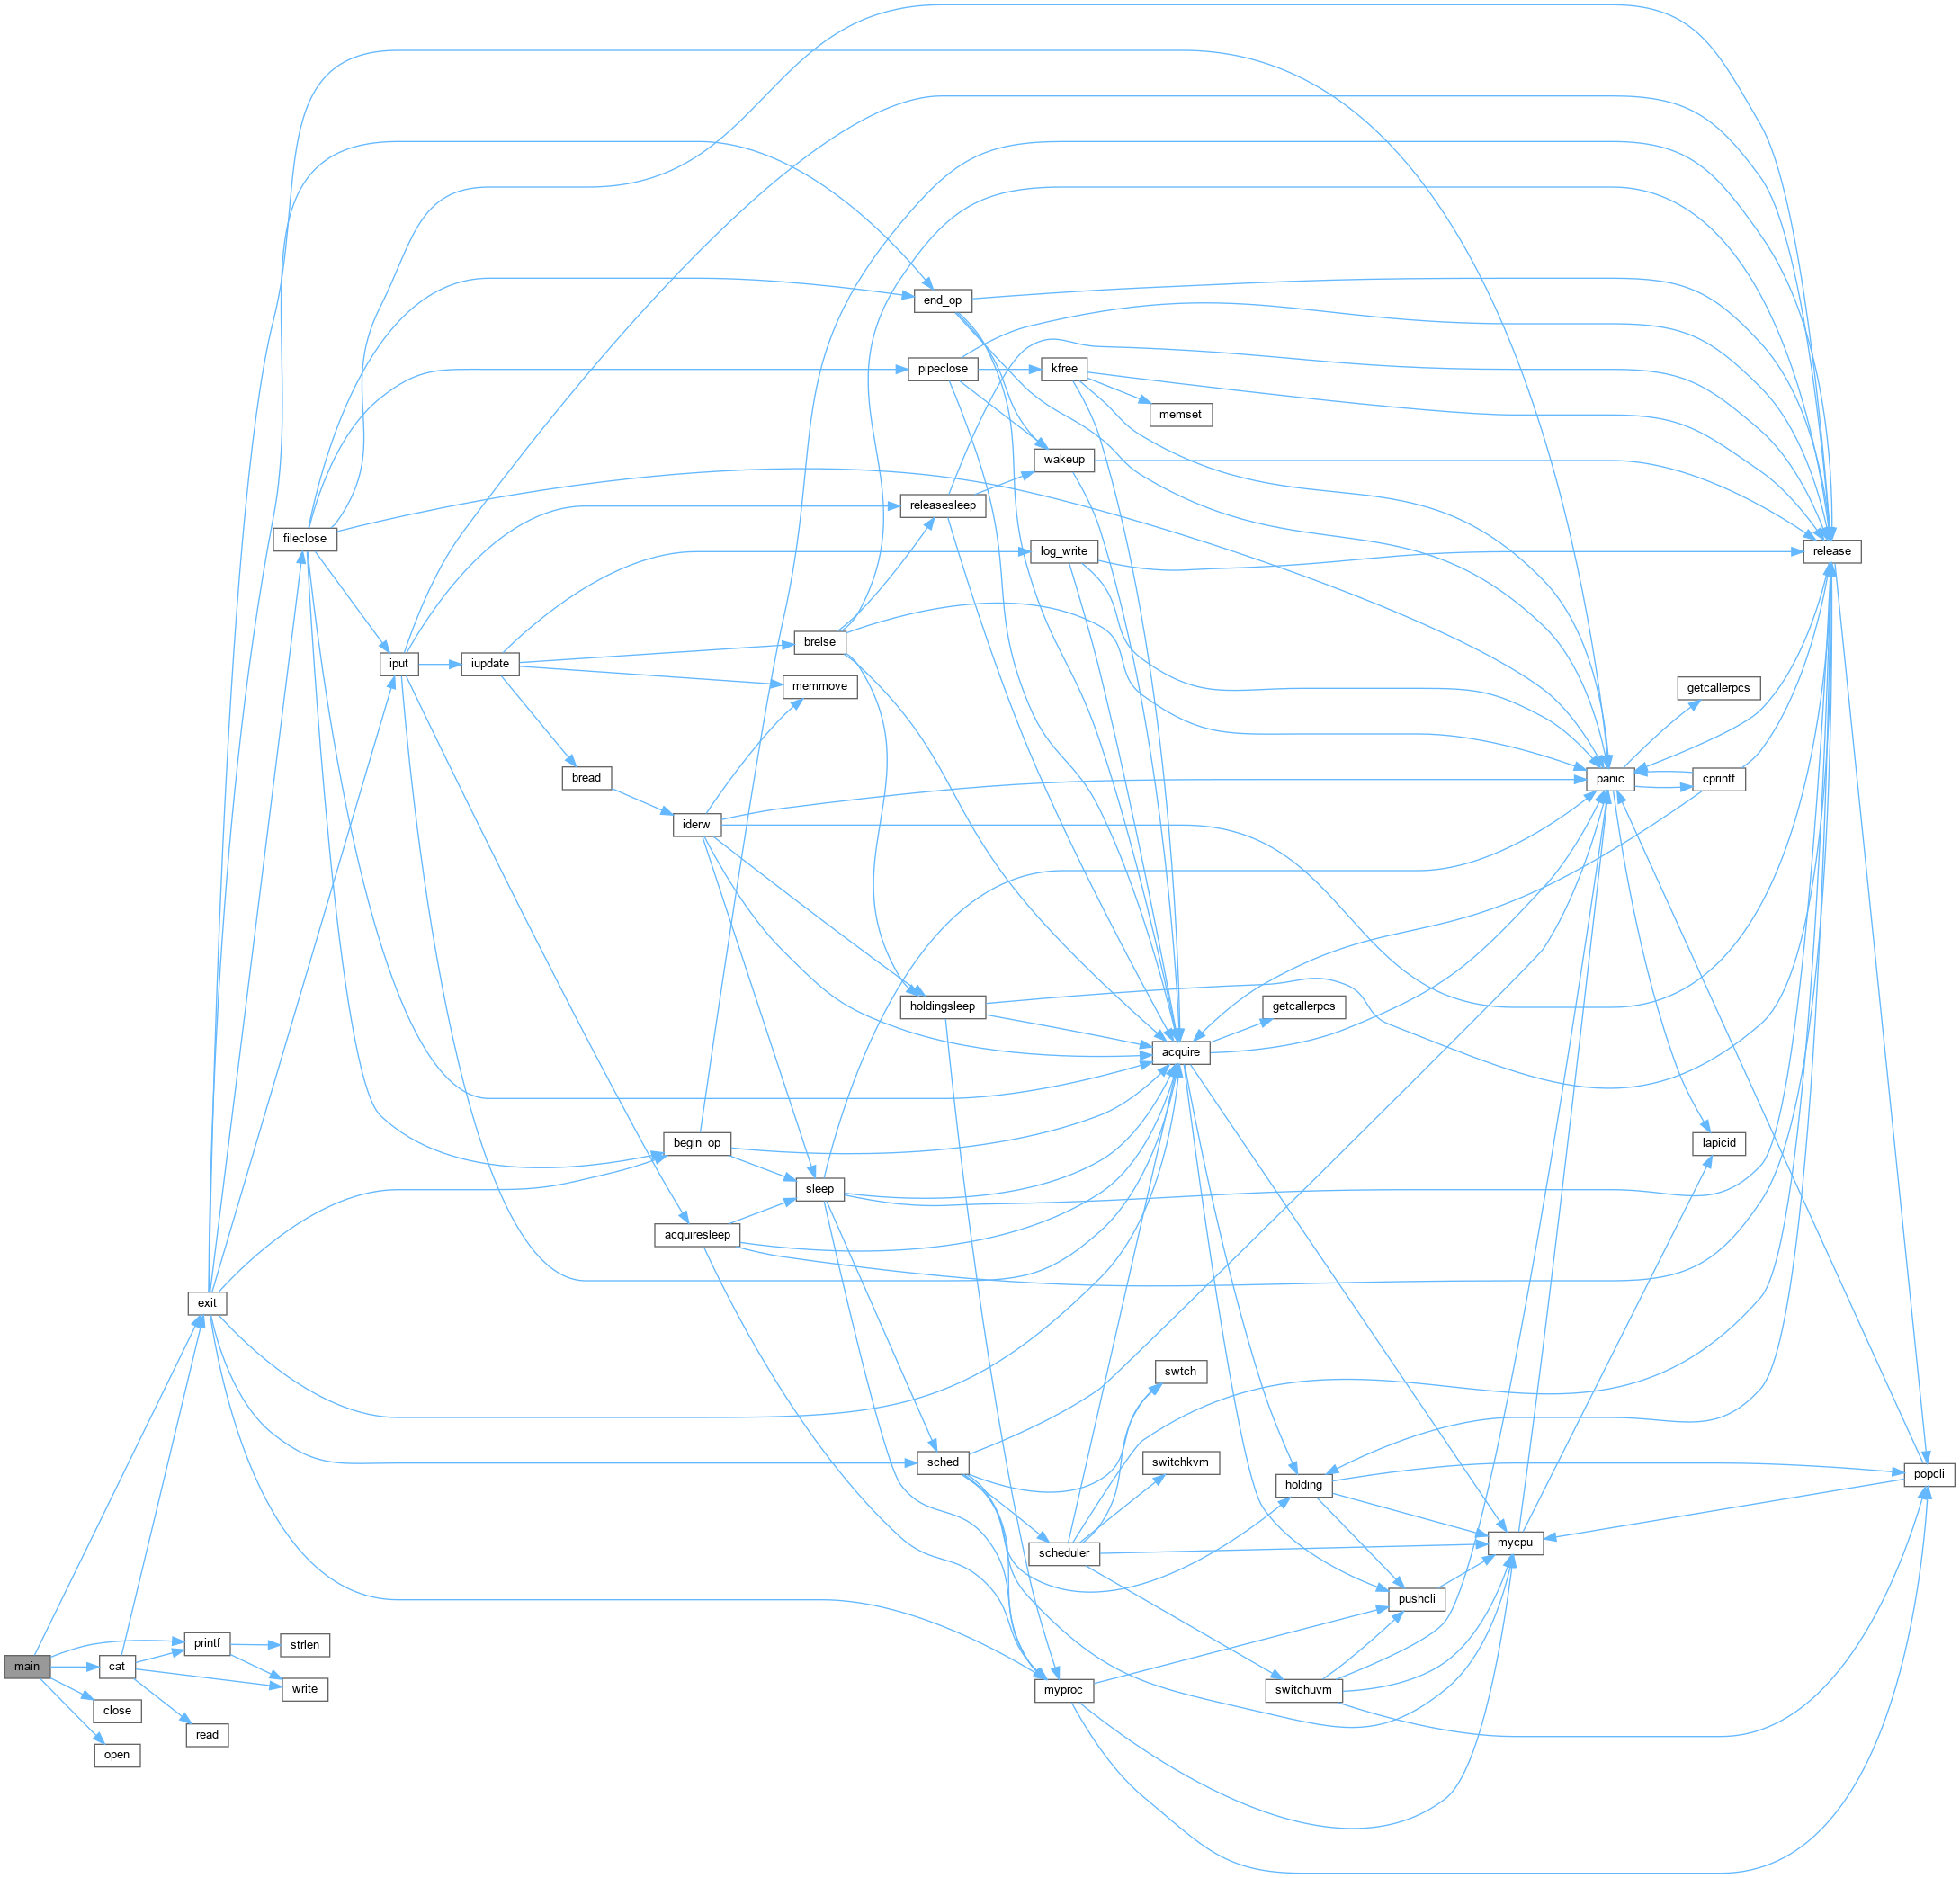 end_op
pipeclose
kfree
memset
wakeup
releasesleep
fileclose
log_write
release
brelse
iput
iupdate
memmove
getcallerpcs
bread
panic
cprintf
iderw
holdingsleep
getcallerpcs
acquire
begin_op
lapicid
sleep
acquiresleep
exit
swtch
sched
switchkvm
popcli
holding
mycpu
scheduler
pushcli
printf
strlen
main
cat
write
myproc
switchuvm
close
read
open